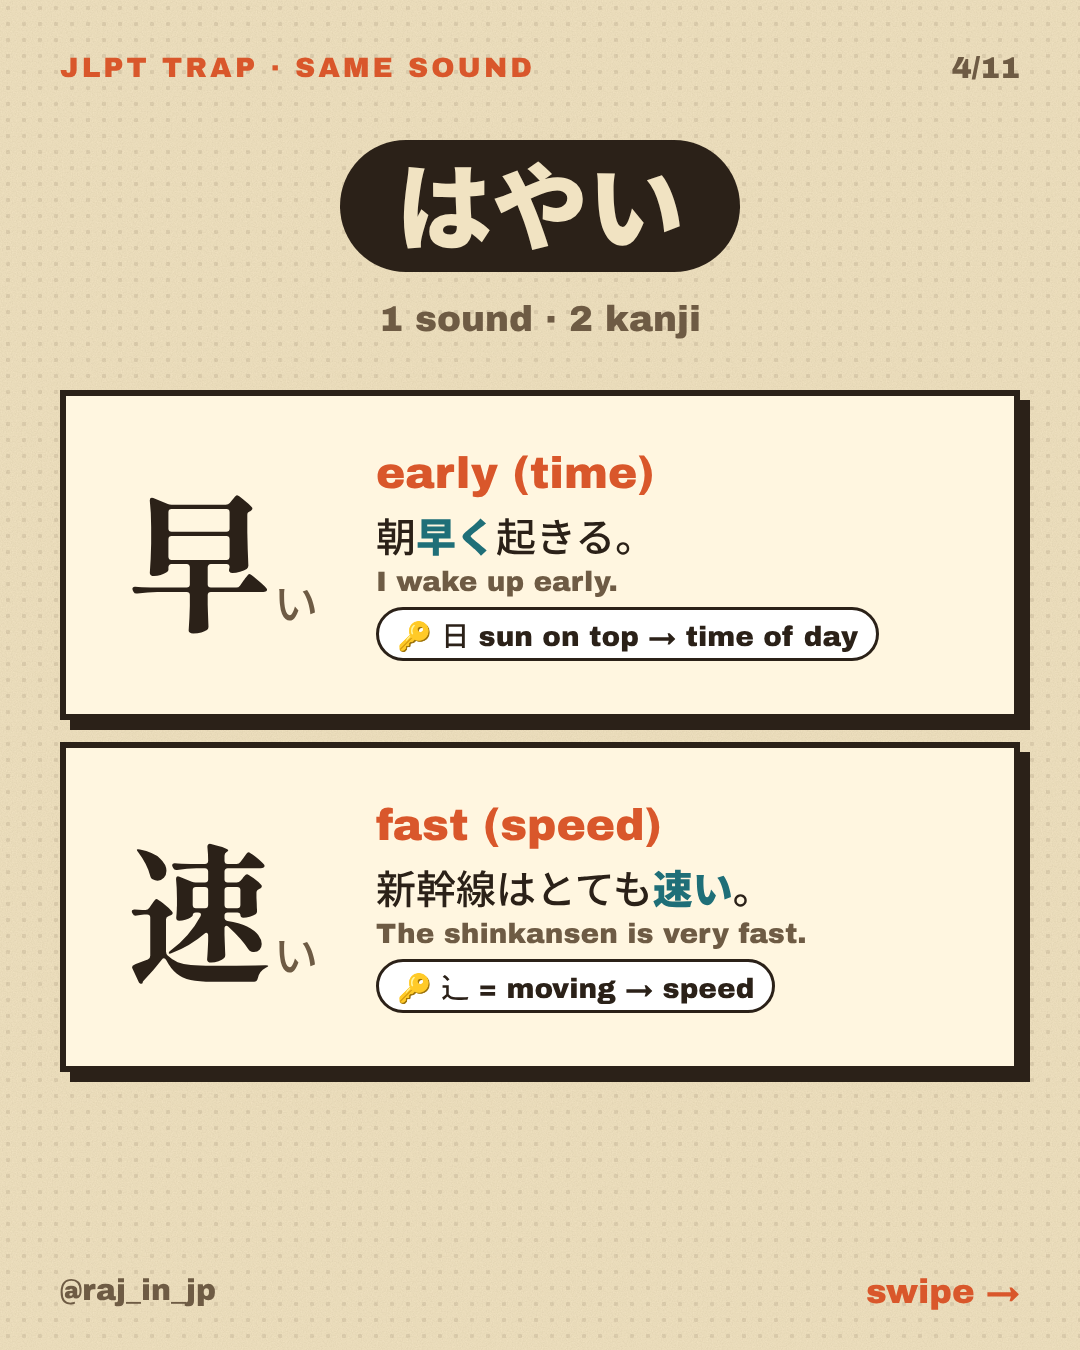 JLPT TRAP · SAME SOUND
4/11
はやい
1 sound · 2 kanji
早い
early (time)
朝早く起きる。
I wake up early.
🔑 日 sun on top → time of day
速い
fast (speed)
新幹線はとても速い。
The shinkansen is very fast.
🔑 辶 = moving → speed
@raj_in_jp
swipe →